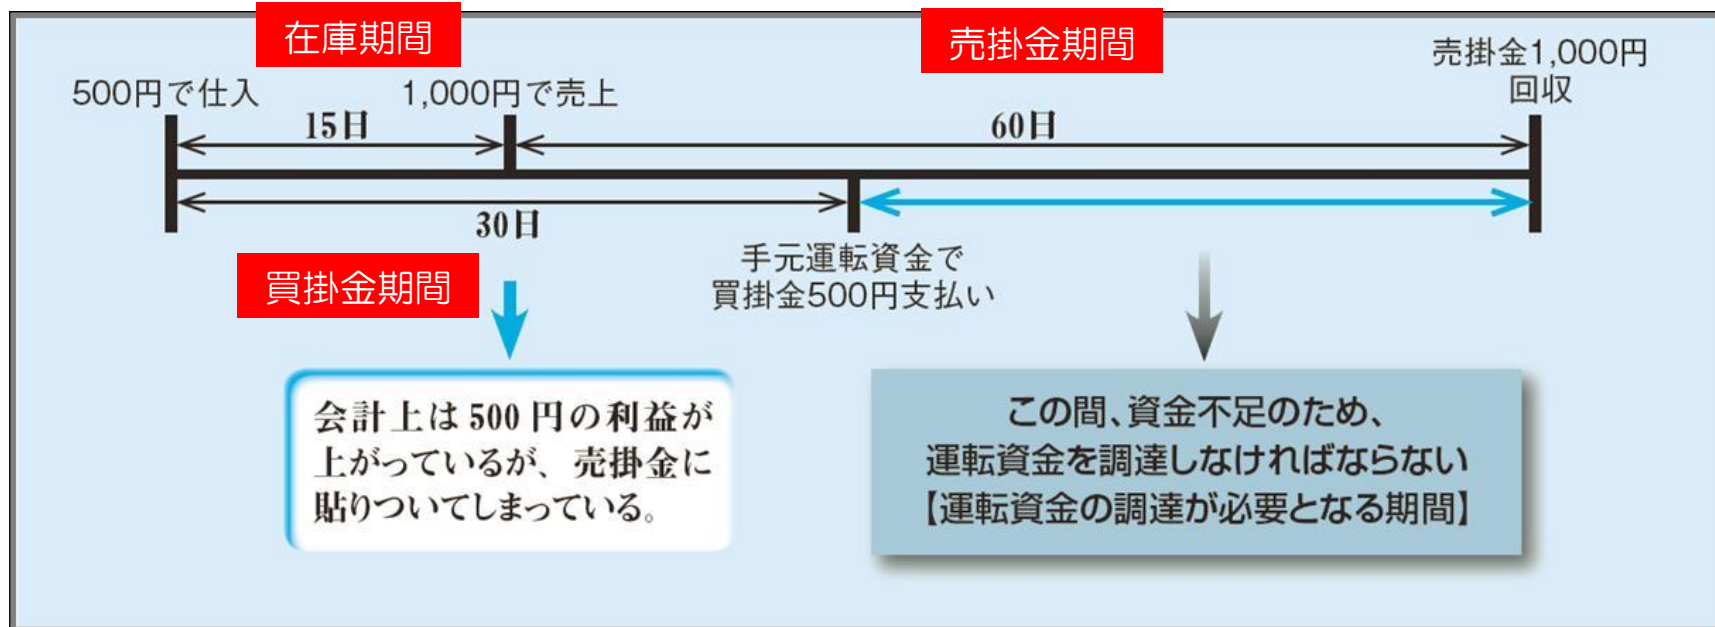 在庫期間
売掛金期間
500円で仕入
1,000円で売上
売掛金1,000円
回収
15日
60日
30日
買掛金期間
手元運転資金で
買掛金500円支払い
会計上は500円の利益が
上がっているが、売掛金に
貼りついてしまっている。
この間、資金不足のため、
運転資金を調達しなければならない
【運転資金の調達が必要となる期間】